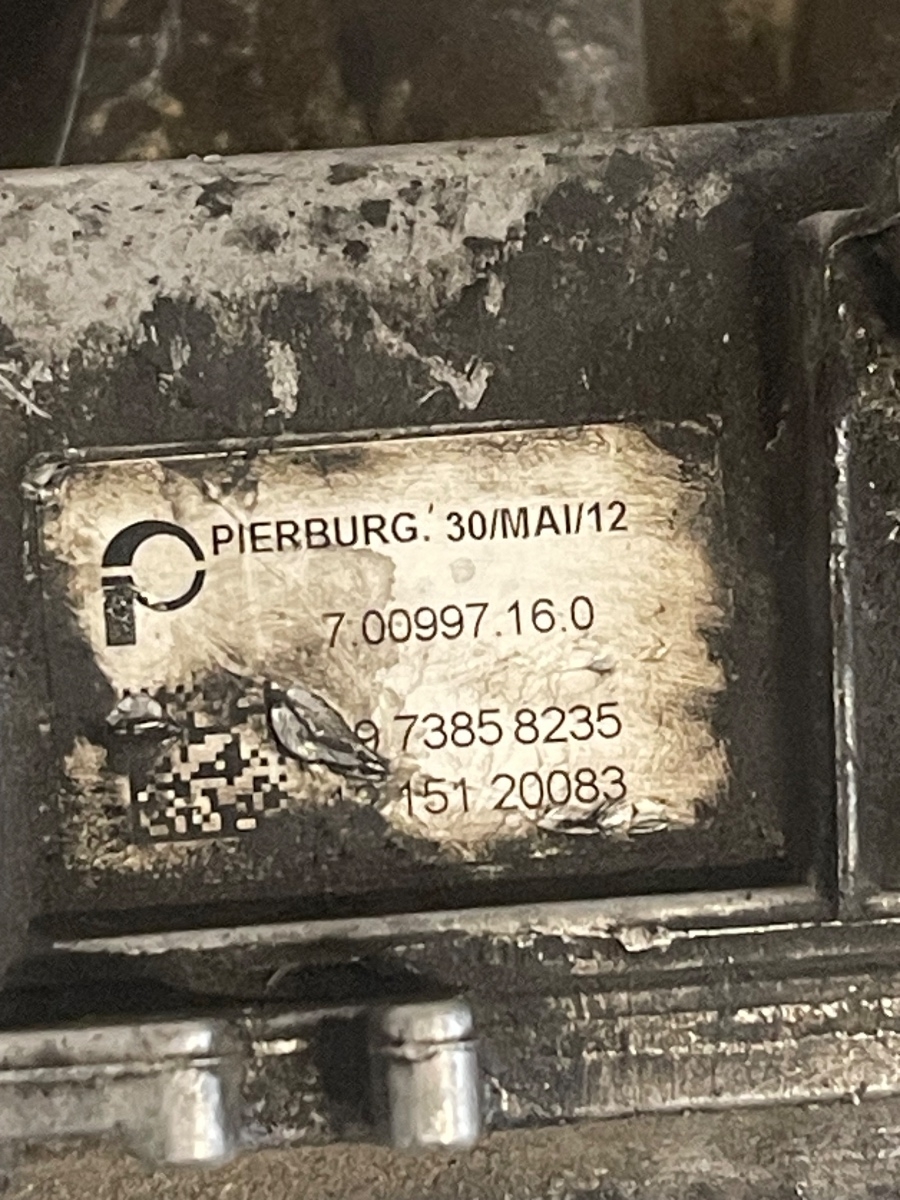 PIERBURG. 30/MAI/12
7.00997.16.0
9 7385 8235
151 20083